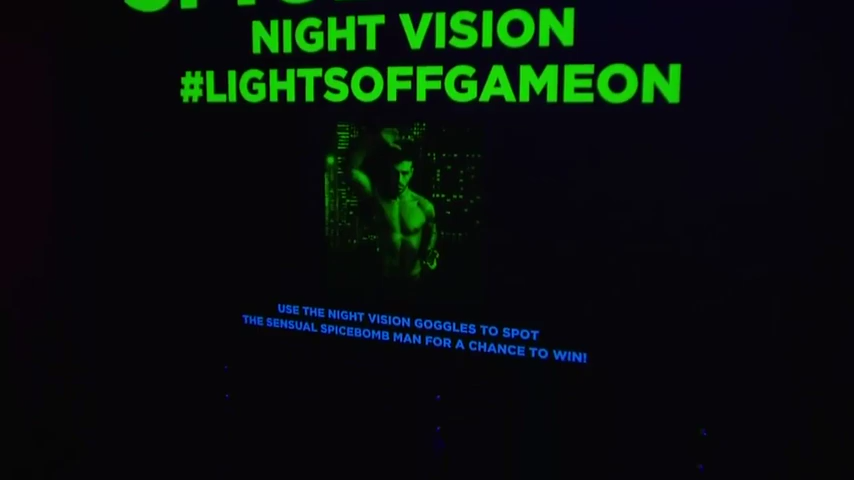 NIGHT VISION
#LIGHTSOFFGAMEON
USE THE NIGHT VISION GOGGLES TO SPOT
THE SENSUAL SPICEBOMB MAN FOR A CHANCE TO WIN!